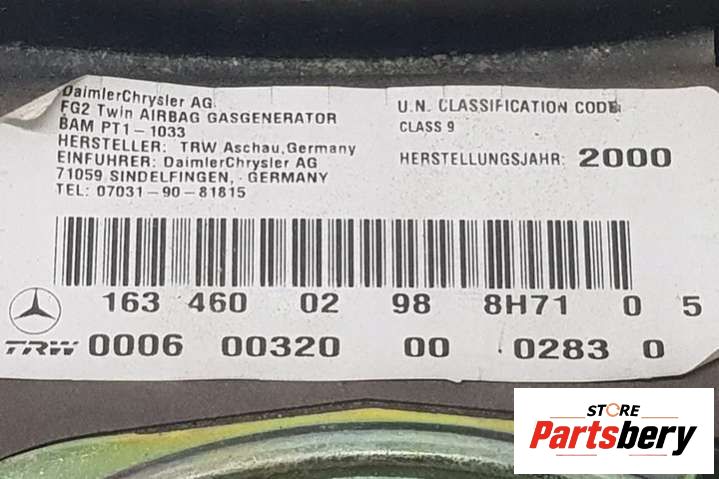 DaimlerChrysler AG
FG2 Twin AIRBAG GASGENERATOR
BAM PT1-1033
HERSTELLER: TRW Aschau,Germany
EINFUHRER: DaimlerChrysler AG
71059 SINDELFINGEN, GERMANY
TEL: 07031-90-81815
U.N. CLASSIFICATION CODE:
CLASS 9
HERSTELLUNGSJAHR: 2000
163 460 02 98 8H71 0 5
TRW 0006 00320 00 0283 0
STORE
Partsbery